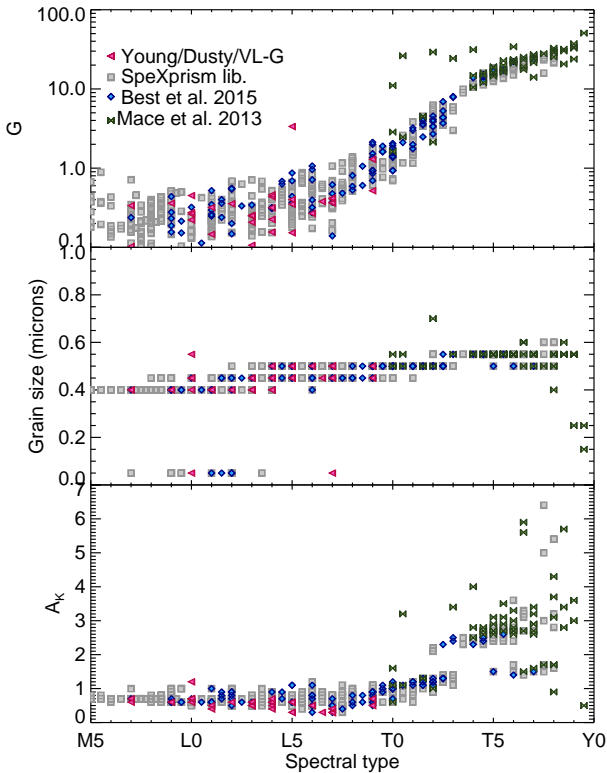 100.0
Young/Dusty/VL-G
SpeXprism lib.
10.0
Best et al. 2015
Mace et al. 2013
G
1.0
0.1
1.0
0.8
0.6
Grain size (microns)
0.4
0.2
0.0
7
6
5
4
A_K
3
2
1
0
M5 L0 L5 T0 T5 Y0
Spectral type